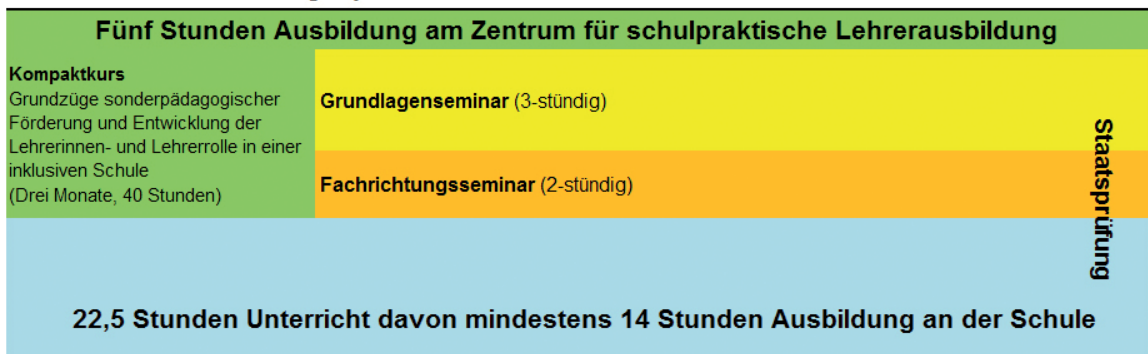 Fünf Stunden Ausbildung am Zentrum für schulpraktische Lehrerausbildung
Kompaktkurs
Grundzüge sonderpädagogischer
Förderung und Entwicklung der
Lehrerinnen- und Lehrerrolle in einer
inklusiven Schule
(Drei Monate, 40 Stunden)
Grundlagenseminar (3-stündig)
Fachrichtungsseminar (2-stündig)
Staatsprüfung
22,5 Stunden Unterricht davon mindestens 14 Stunden Ausbildung an der Schule